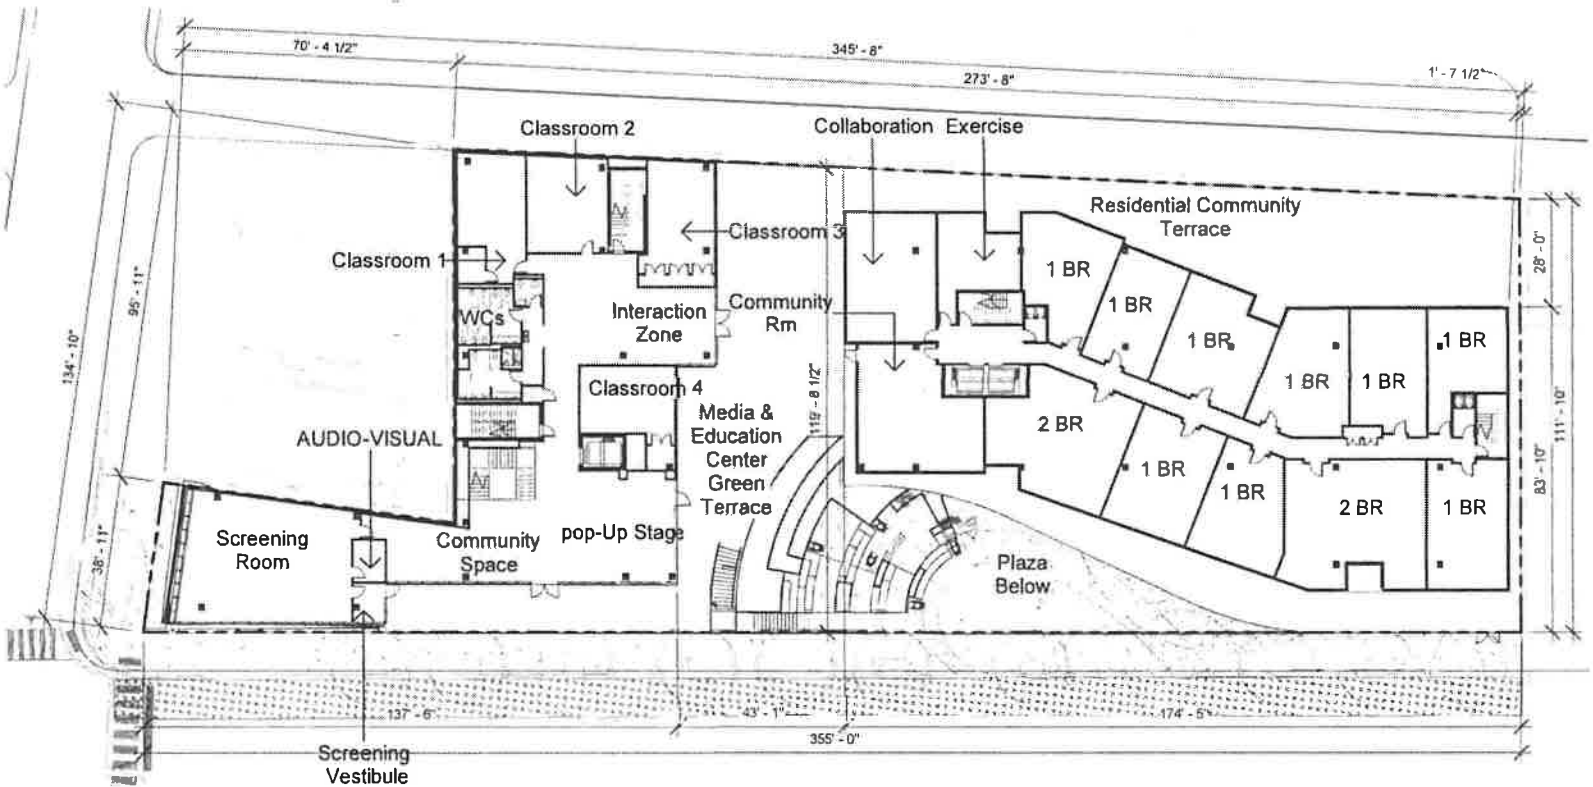 70' - 4 1/2"
345' - 8"
273' - 8"
1' - 7 1/2"
Classroom 2
Collaboration Exercise
Residential Community
Terrace
Classroom 3
Classroom 1
28' - 0"
95' - 11"
134' - 10"
1 BR
1 BR
1 BR
1 BR
1 BR
1 BR
WCs
Interaction
Zone
Community
Rm
Classroom 4
119' - 8 1/2"
111' - 10"
83' - 10"
AUDIO-VISUAL
Media &
Education
Center
Green
Terrace
2 BR
1 BR
1 BR
2 BR
1 BR
Screening
Room
Community
Space
pop-Up Stage
Plaza
Below
38' - 11"
137' - 6"
43' - 1"
174' - 5"
355' - 0"
Screening
Vestibule